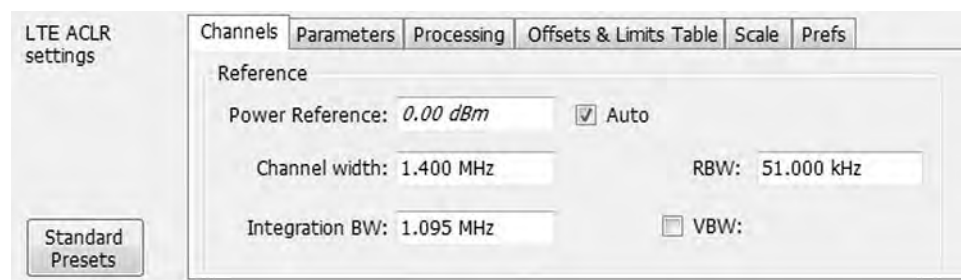 LTE ACLR
settings
Channels Parameters Processing Offsets & Limits Table Scale Prefs
Reference
Power Reference: 0.00 dBm Auto
Channel width: 1.400 MHz RBW: 51.000 kHz
Integration BW: 1.095 MHz VBW:
Standard
Presets